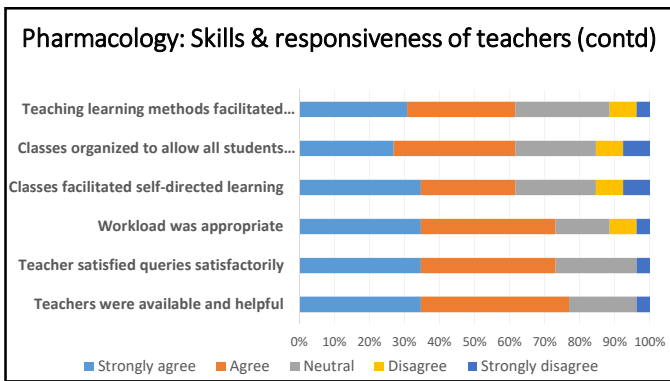 Pharmacology: Skills & responsiveness of teachers (contd)
Teaching learning methods facilitated...
Classes organized to allow all students...
Classes facilitated self-directed learning
Workload was appropriate
Teacher satisfied queries satisfactorily
Teachers were available and helpful
0% 10% 20% 30% 40% 50% 60% 70% 80% 90% 100%
Strongly agree Agree Neutral Disagree Strongly disagree